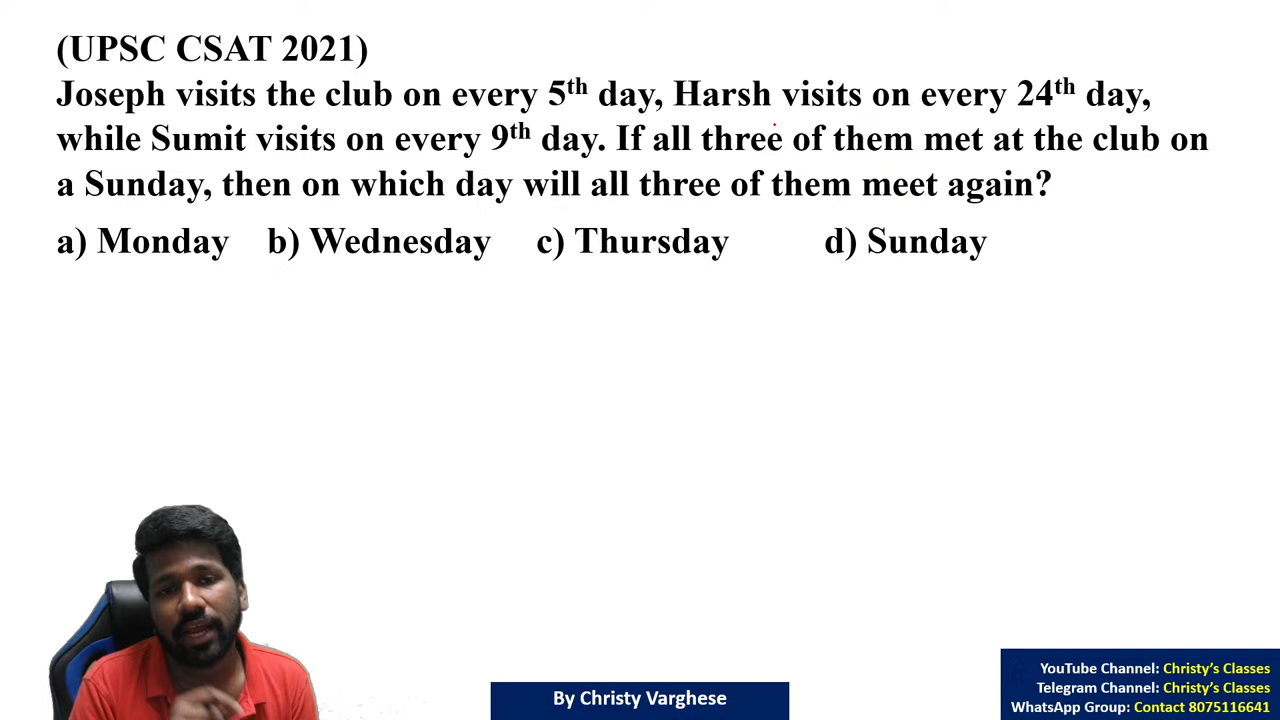 (UPSC CSAT 2021)
Joseph visits the club on every 5th day, Harsh visits on every 24th day,
while Sumit visits on every 9th day. If all three of them met at the club on
a Sunday, then on which day will all three of them meet again?
a) Monday b) Wednesday c) Thursday d) Sunday
By Christy Varghese
YouTube Channel: Christy's Classes
Telegram Channel: Christy's Classes
WhatsApp Group: Contact 8075116641